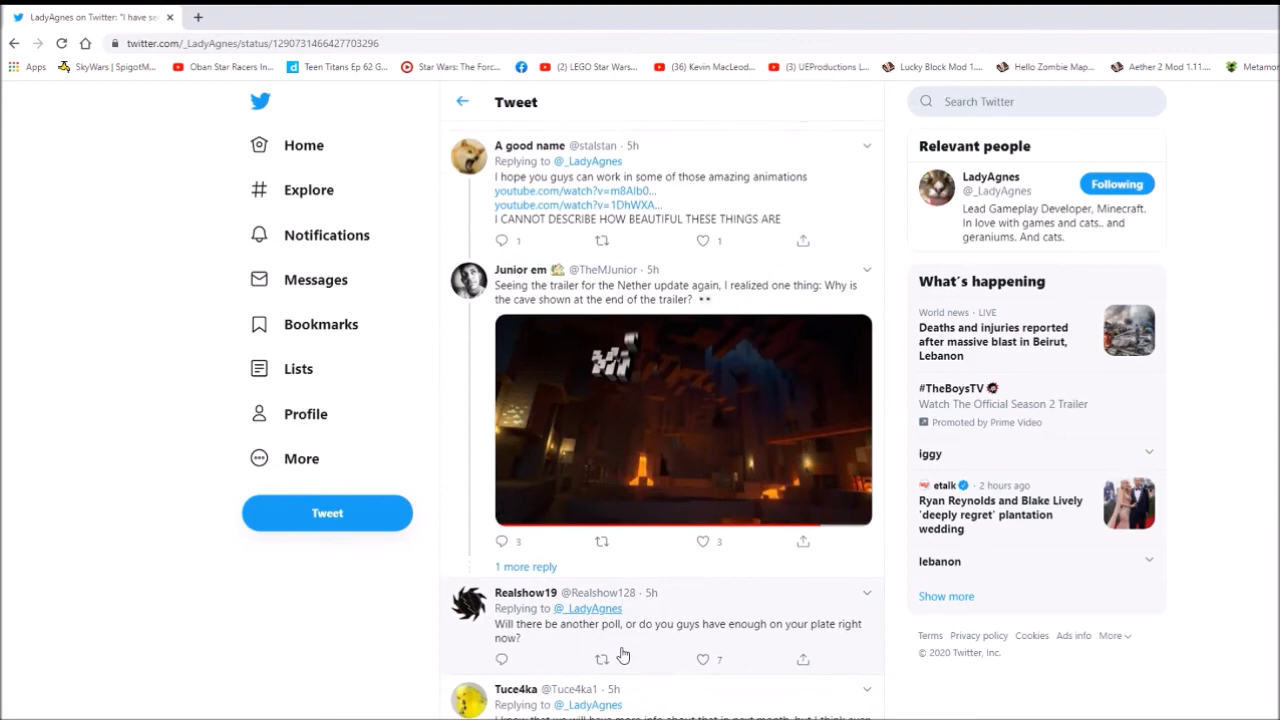 LadyAgnes on Twitter: "I have se
twitter.com/_LadyAgnes/status/1290731466427703296
Apps
SkyWars | SpigotM...
Oban Star Racers In...
Teen Titans Ep 62 G...
Star Wars: The Forc...
(2) LEGO Star Wars...
(36) Kevin MacLeod...
(3) UEProductions L...
Lucky Block Mod 1....
Hello Zombie Map...
Aether 2 Mod 1.11....
Metamor
Home
Explore
Notifications
Messages
Bookmarks
Lists
Profile
More
Tweet
Tweet
A good name @stalstan · 5h
Replying to @_LadyAgnes
I hope you guys can work in some of those amazing animations
youtube.com/watch?v=m8Alb0...
youtube.com/watch?v=1DhWXA...
I CANNOT DESCRIBE HOW BEAUTIFUL THESE THINGS ARE
1
1
Junior em @TheMJunior · 5h
Seeing the trailer for the Nether update again, I realized one thing: Why is
the cave shown at the end of the trailer? 👀
3
3
1 more reply
Realshow19 @Realshow128 · 5h
Replying to @_LadyAgnes
Will there be another poll, or do you guys have enough on your plate right
now?
7
Tuce4ka @Tuce4ka1 · 5h
Replying to @_LadyAgnes
Search Twitter
Relevant people
LadyAgnes
@_LadyAgnes
Following
Lead Gameplay Developer, Minecraft.
In love with games and cats.. and
geraniums. And cats.
What's happening
World news · LIVE
Deaths and injuries reported
after massive blast in Beirut,
Lebanon
#TheBoysTV
Watch The Official Season 2 Trailer
Promoted by Prime Video
iggy
etalk · 2 hours ago
Ryan Reynolds and Blake Lively
'deeply regret' plantation
wedding
lebanon
Show more
Terms Privacy policy Cookies Ads info More
© 2020 Twitter, Inc.